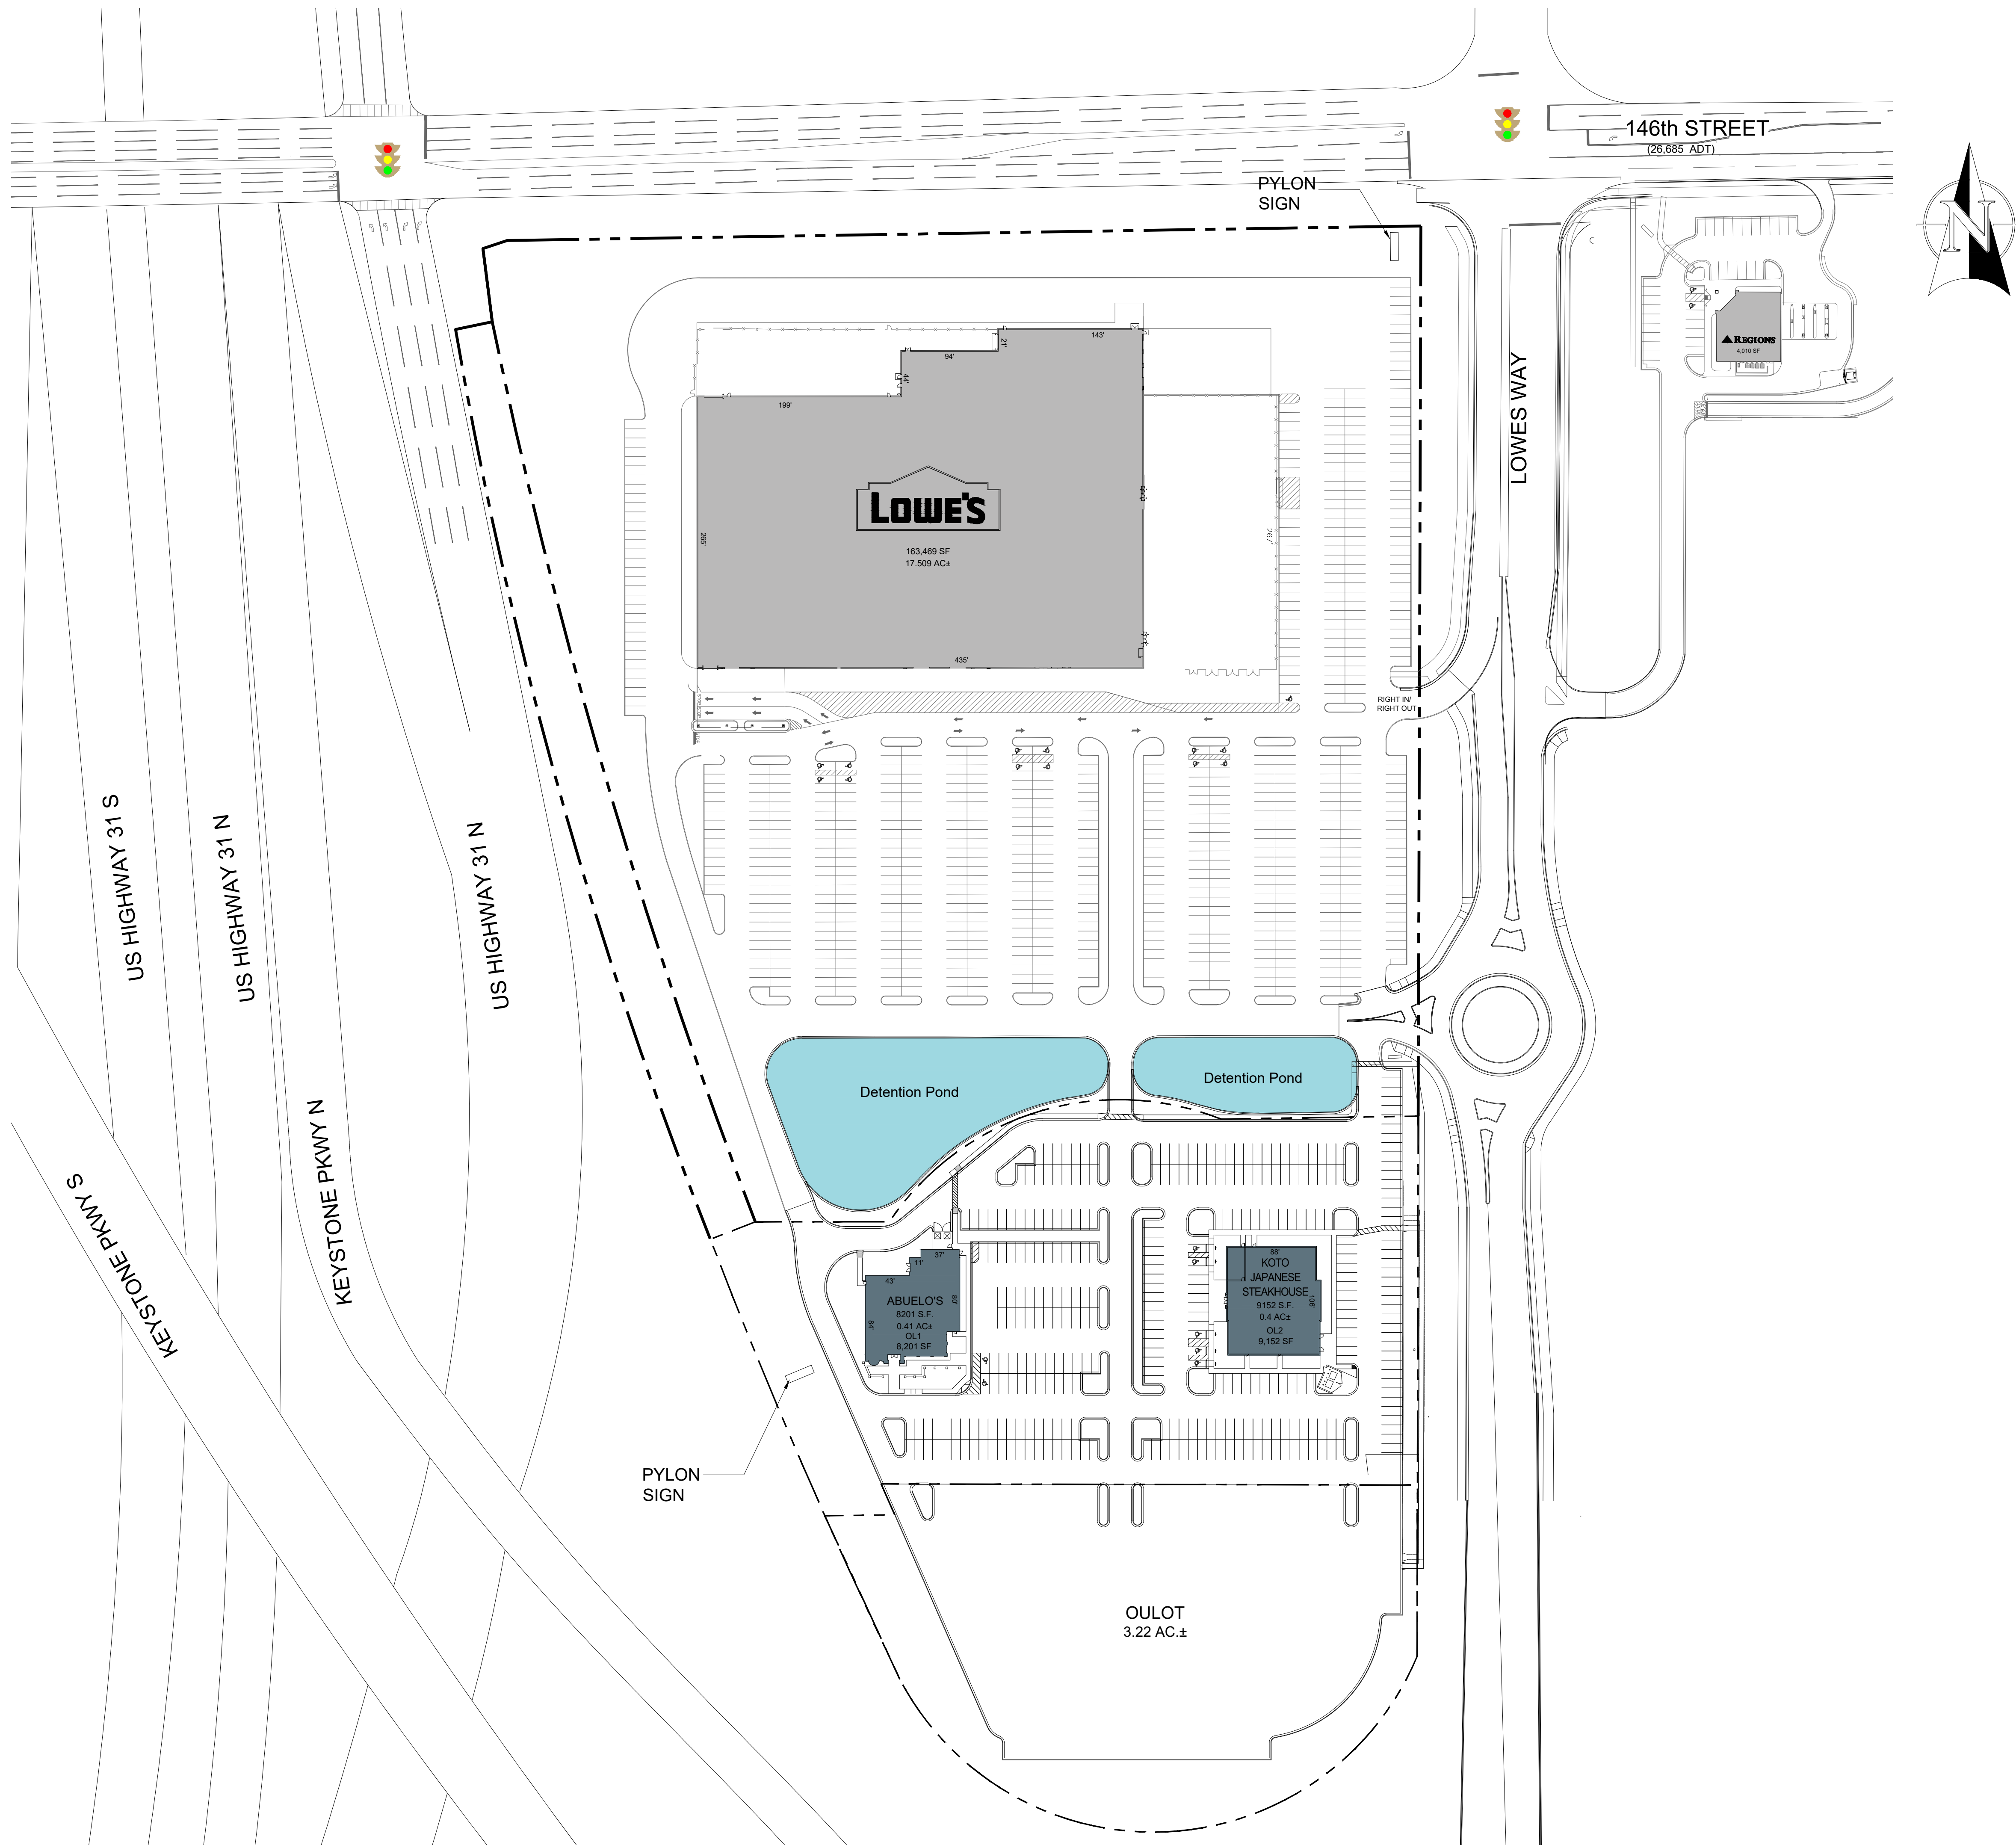 146th STREET
(26,685 ADT)
PYLON
SIGN
N
REGIONS
4,010 SF
LOWES WAY
143'
21'
94'
44'
199'
LOWE'S
163,469 SF
17.509 AC±
265'
267'
435'
RIGHT IN/
RIGHT OUT
US HIGHWAY 31 S
US HIGHWAY 31 N
US HIGHWAY 31 N
KEYSTONE PKWY S
KEYSTONE PKWY N
Detention Pond
Detention Pond
37'
11'
43'
ABUELO'S
8201 S.F.
0.41 AC±
OL1
8,201 SF
80'
84'
88'
KOTO
JAPANESE
STEAKHOUSE
9152 S.F.
0.4 AC±
OL2
9,152 SF
106'
PYLON
SIGN
OULOT
3.22 AC.±